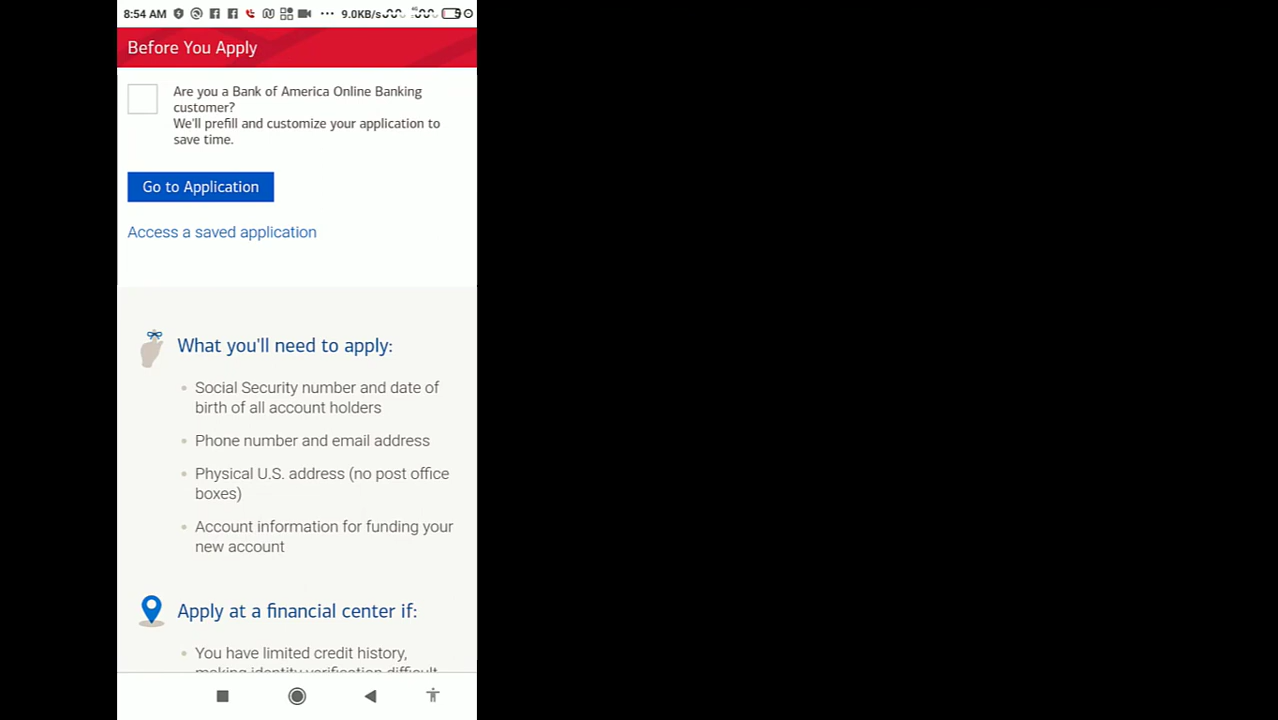 8:54 AM 9.0KB/s
Before You Apply
Are you a Bank of America Online Banking
customer?
We'll prefill and customize your application to
save time.
Go to Application
Access a saved application
What you'll need to apply:
Social Security number and date of
birth of all account holders
Phone number and email address
Physical U.S. address (no post office
boxes)
Account information for funding your
new account
Apply at a financial center if:
You have limited credit history,
making identity verification difficult